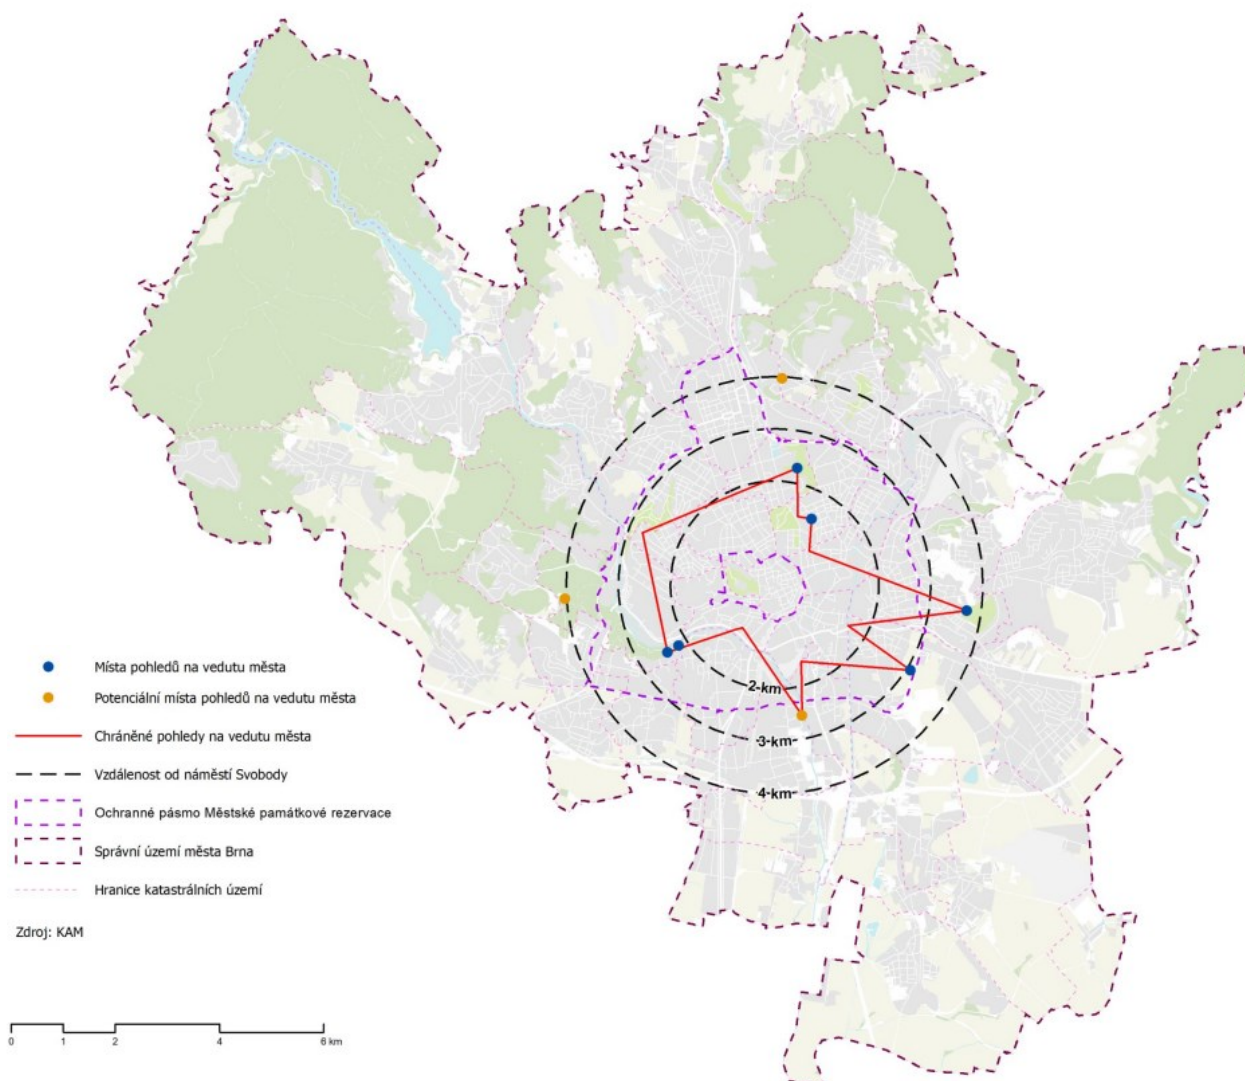 2-km
3-km
4-km
Místa pohledů na vedutu města
Potenciální místa pohledů na vedutu města
Chráněné pohledy na vedutu města
Vzdálenost od náměstí Svobody
Ochranné pásmo Městské památkové rezervace
Správní území města Brna
Hranice katastrálních území
Zdroj: KAM
0 1 2 4 6 km